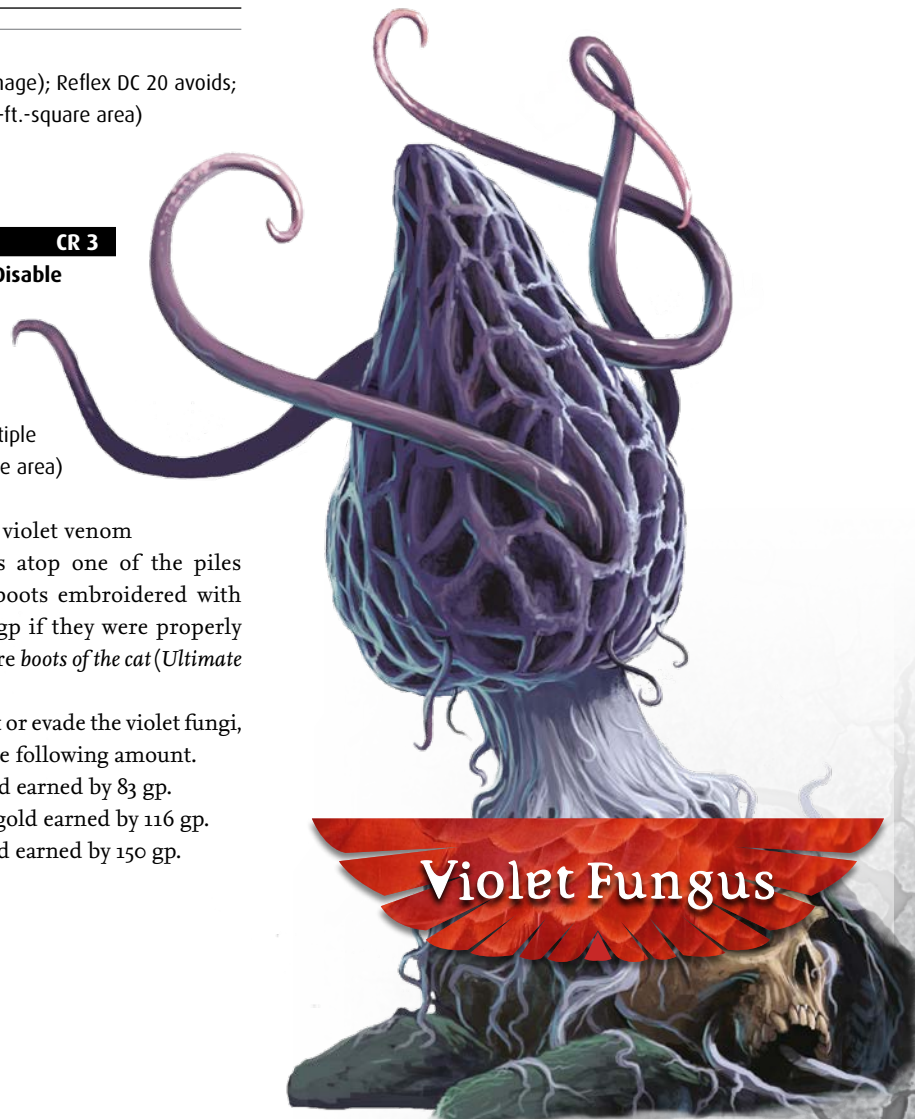 nage); Reflex DC 20 avoids;
-ft.-square area)
CR 3
Disable
tiple
e area)
violet venom
s atop one of the piles
boots embroidered with
gp if they were properly
re boots of the cat (Ultimate
t or evade the violet fungi,
e following amount.
d earned by 83 gp.
gold earned by 116 gp.
d earned by 150 gp.
Violet Fungus